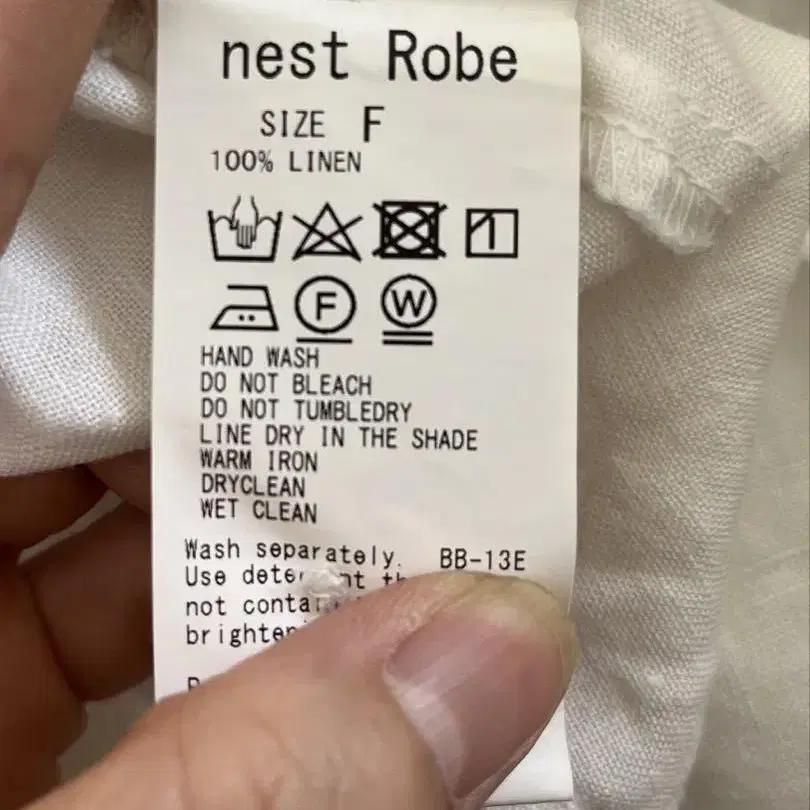 nest Robe
SIZE F
100% LINEN
F W
HAND WASH
DO NOT BLEACH
DO NOT TUMBLEDRY
LINE DRY IN THE SHADE
WARM IRON
DRYCLEAN
WET CLEAN
Wash separately. BB-13E
Use
not